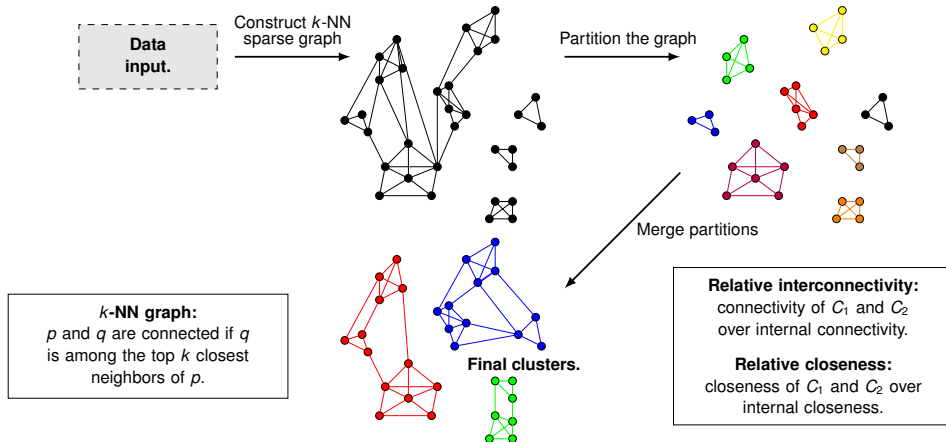 Data
input.
Construct k-NN
sparse graph
Partition the graph
Merge partitions
k-NN graph:
p and q are connected if q
is among the top k closest
neighbors of p.
Final clusters.
Relative interconnectivity:
connectivity of C₁ and C₂
over internal connectivity.
Relative closeness:
closeness of C₁ and C₂ over
internal closeness.